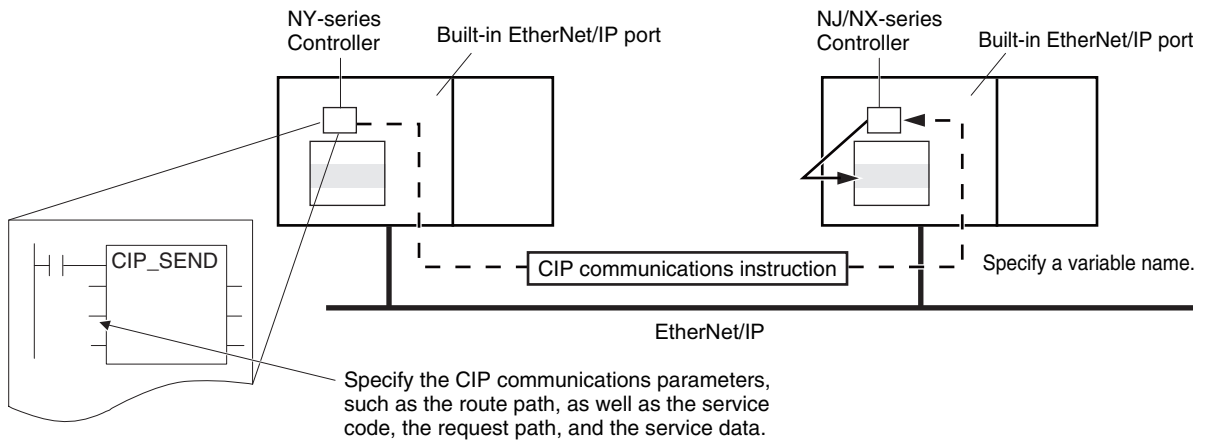 NY-series
Controller
Built-in EtherNet/IP port
NJ/NX-series
Controller
Built-in EtherNet/IP port
CIP_SEND
CIP communications instruction
Specify a variable name.
EtherNet/IP
Specify the CIP communications parameters,
such as the route path, as well as the service
code, the request path, and the service data.